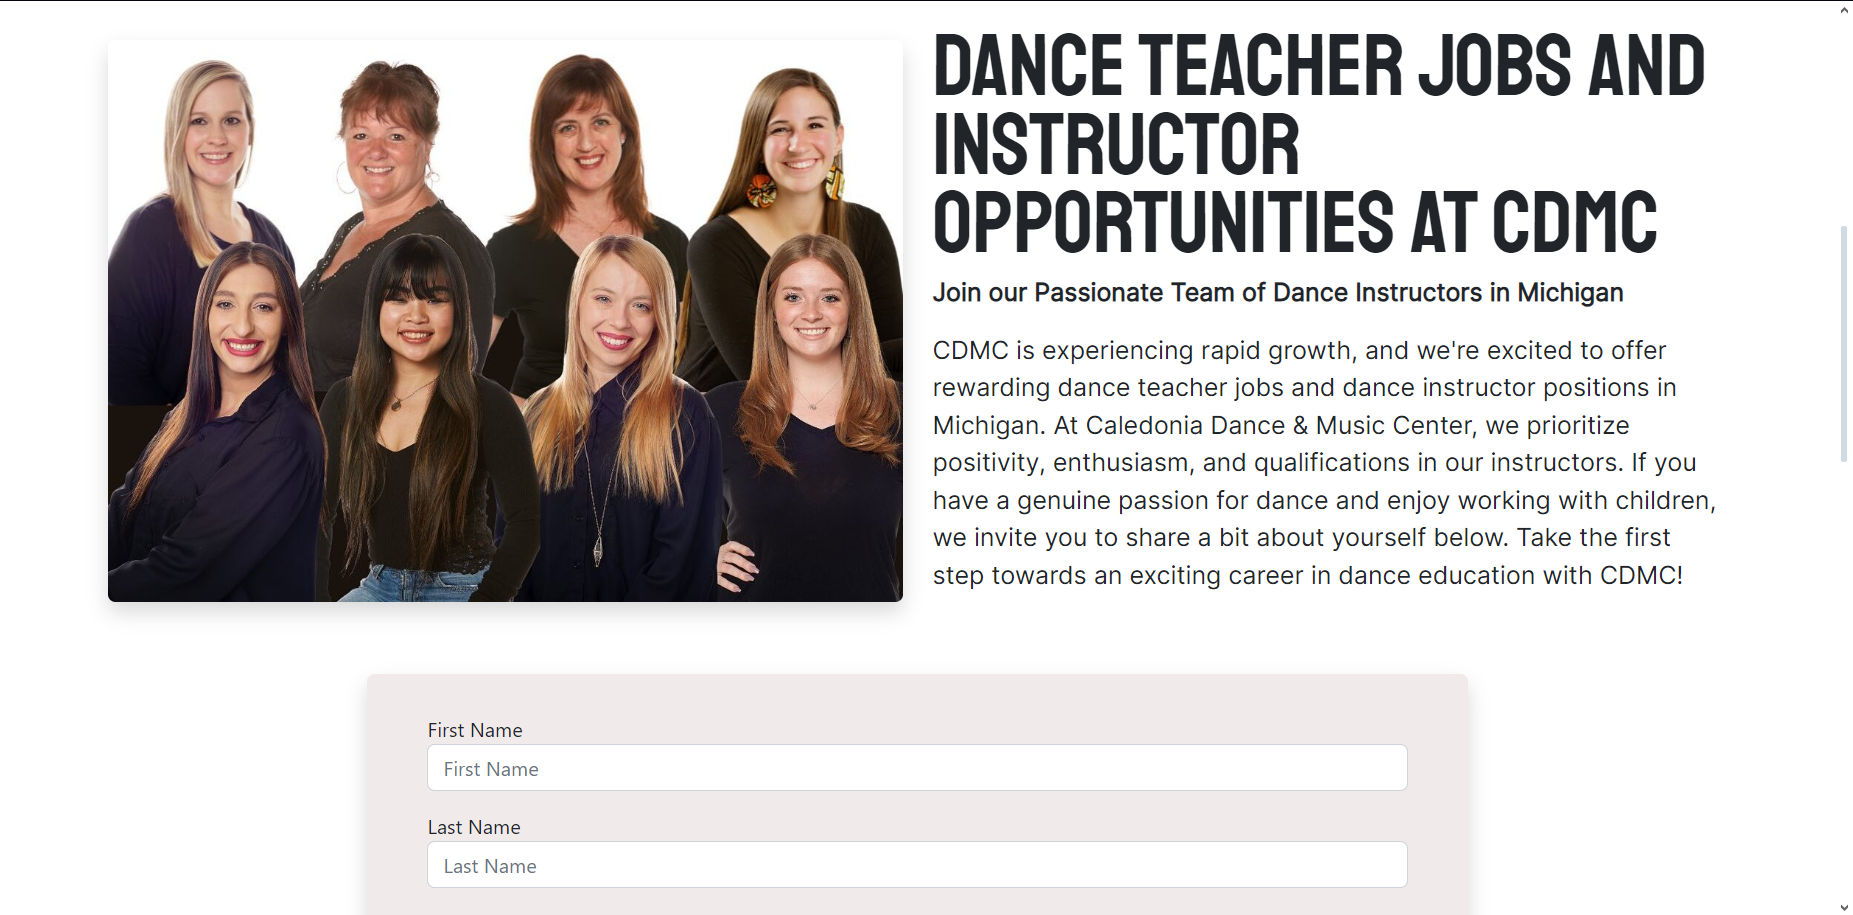 DANCE TEACHER JOBS AND
INSTRUCTOR
OPPORTUNITIES AT CDMC
Join our Passionate Team of Dance Instructors in Michigan
CDMC is experiencing rapid growth, and we're excited to offer
rewarding dance teacher jobs and dance instructor positions in
Michigan. At Caledonia Dance & Music Center, we prioritize
positivity, enthusiasm, and qualifications in our instructors. If you
have a genuine passion for dance and enjoy working with children,
we invite you to share a bit about yourself below. Take the first
step towards an exciting career in dance education with CDMC!
First Name
First Name
Last Name
Last Name